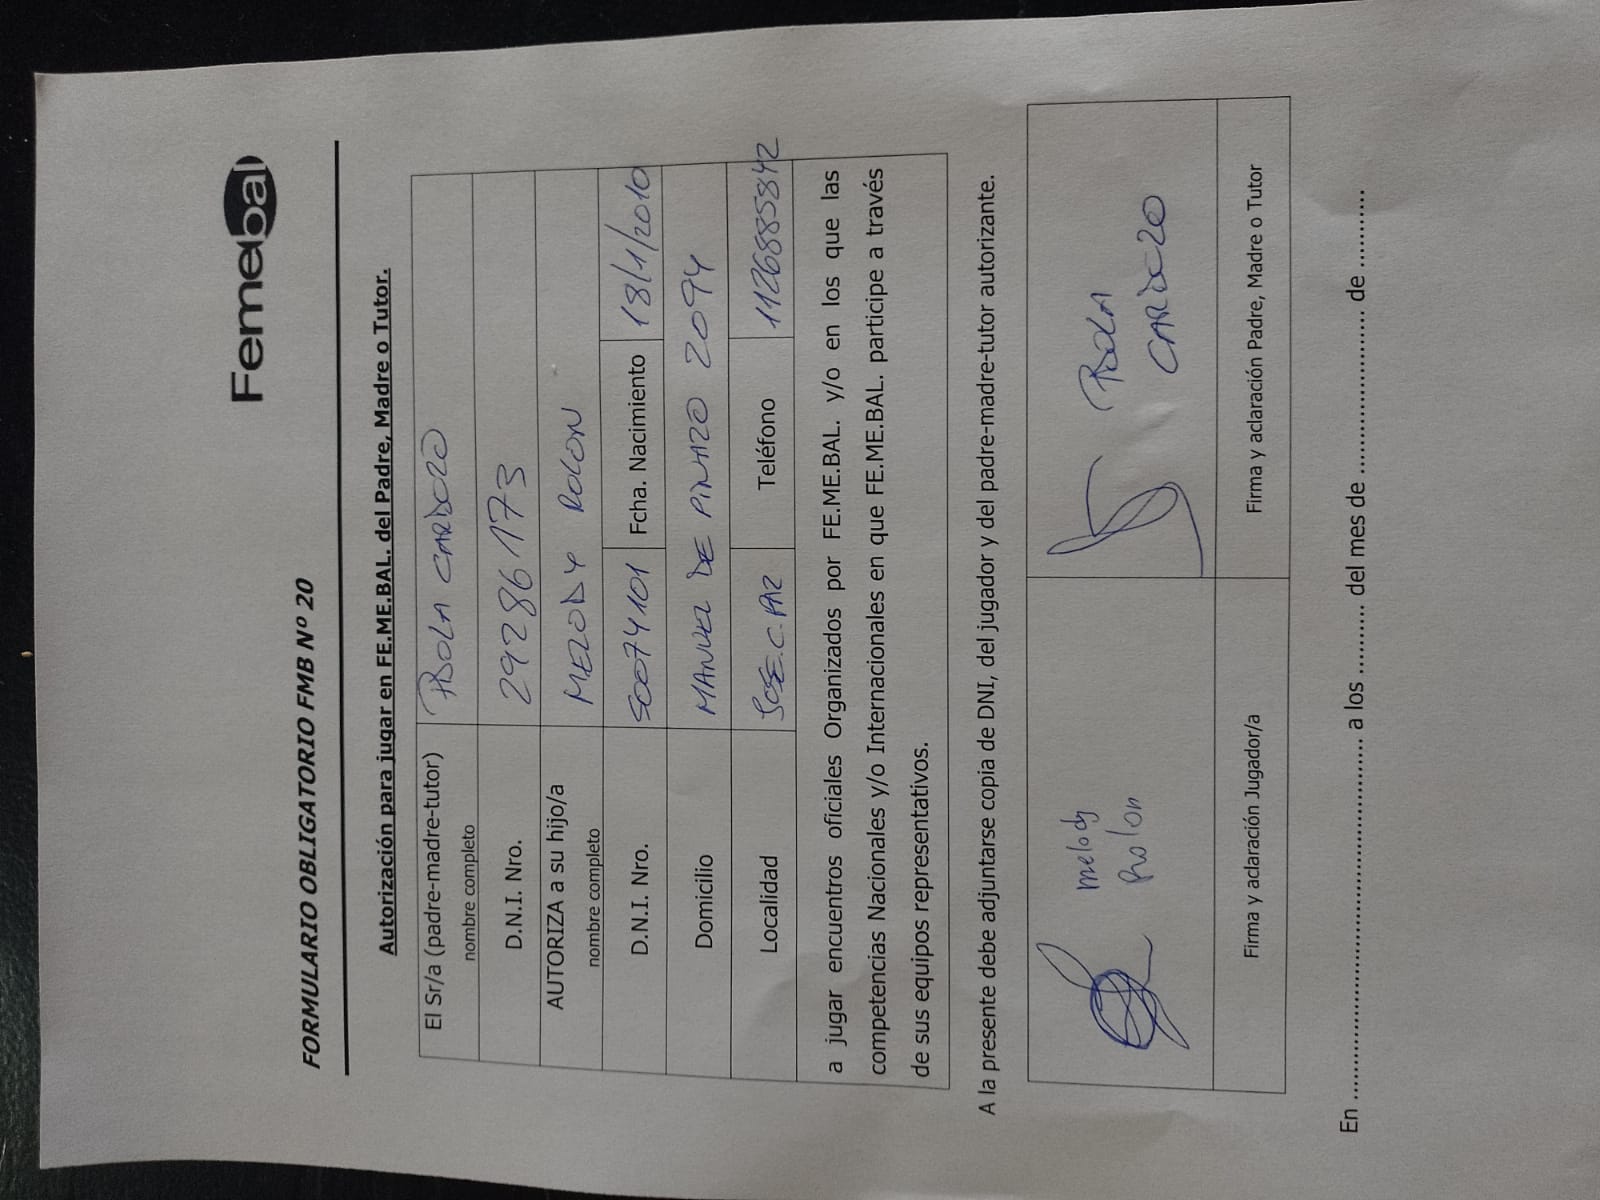 Femebal
FORMULARIO OBLIGATORIO FMB Nº 20
Autorización para jugar en FE.ME.BAL. del Padre, Madre o Tutor.
El Sr/a (padre-madre-tutor) PAOLA CARDOZO
nombre completo
D.N.I. Nro. 29286173
AUTORIZA a su hijo/a MELODY ROLON
nombre completo
D.N.I. Nro. 50074101 Fcha. Nacimiento 18/1/2010
Domicilio MANUEL DE PINAZO 2094
Localidad JOSE.C.PAZ Teléfono 1126885842
a jugar encuentros oficiales Organizados por FE.ME.BAL. y/o en los que las
competencias Nacionales y/o Internacionales en que FE.ME.BAL. participe a través
de sus equipos representativos.
A la presente debe adjuntarse copia de DNI, del jugador y del padre-madre-tutor autorizante.
melody
Rolon
PAOLA
CARDOZO
Firma y aclaración Jugador/a Firma y aclaración Padre, Madre o Tutor
En ........................................................ a los ........ del mes de .......................... de ..........